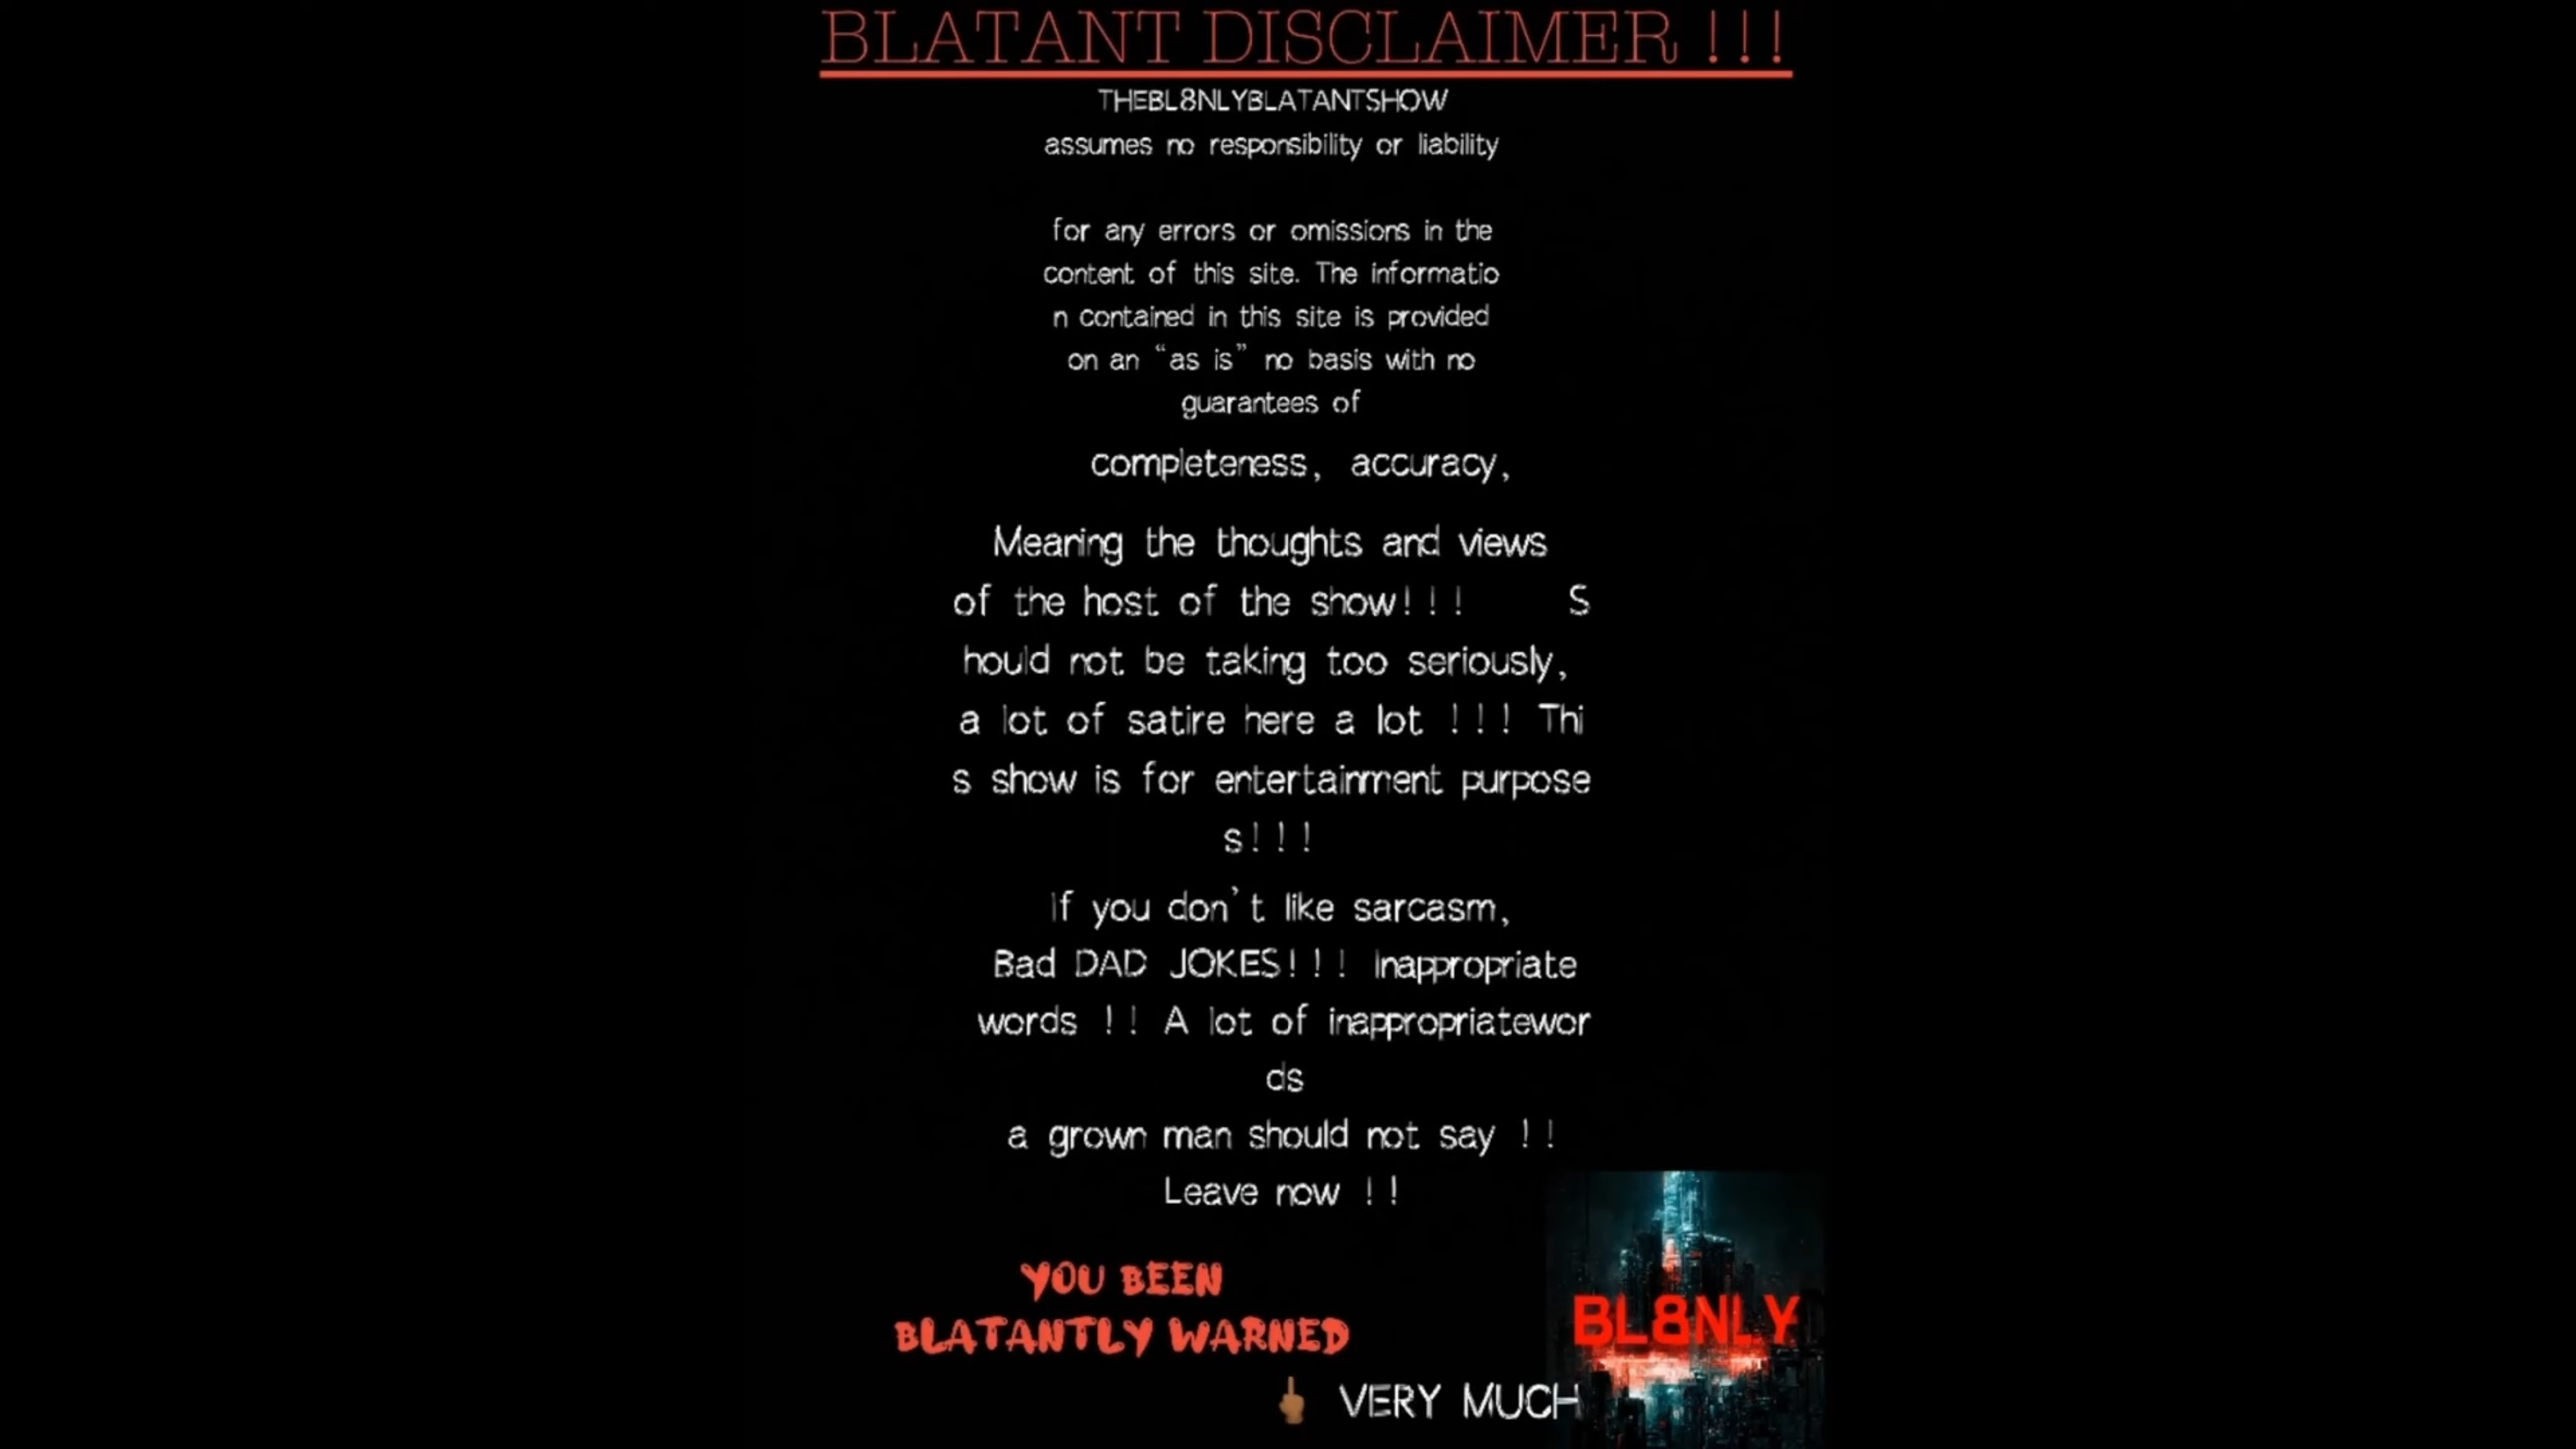 BLATANT DISCLAIMER !!!
THEBL8NLYBLATANTSHOW
assumes no responsibility or liability
for any errors or omissions in the
content of this site. The informatio
n contained in this site is provided
on an “as is” no basis with no
guarantees of
completeness, accuracy,
Meaning the thoughts and views
of the host of the show!!! S
hould not be taking too seriously,
a lot of satire here a lot !!! Thi
s show is for entertainment purpose
s!!!
If you don’t like sarcasm,
Bad DAD JOKES!!! Inappropriate
words !! A lot of inappropriatewor
ds
a grown man should not say !!
Leave now !!
YOU BEEN
BLATANTLY WARNED
🖕🏾 VERY MUCH
BL8NLY